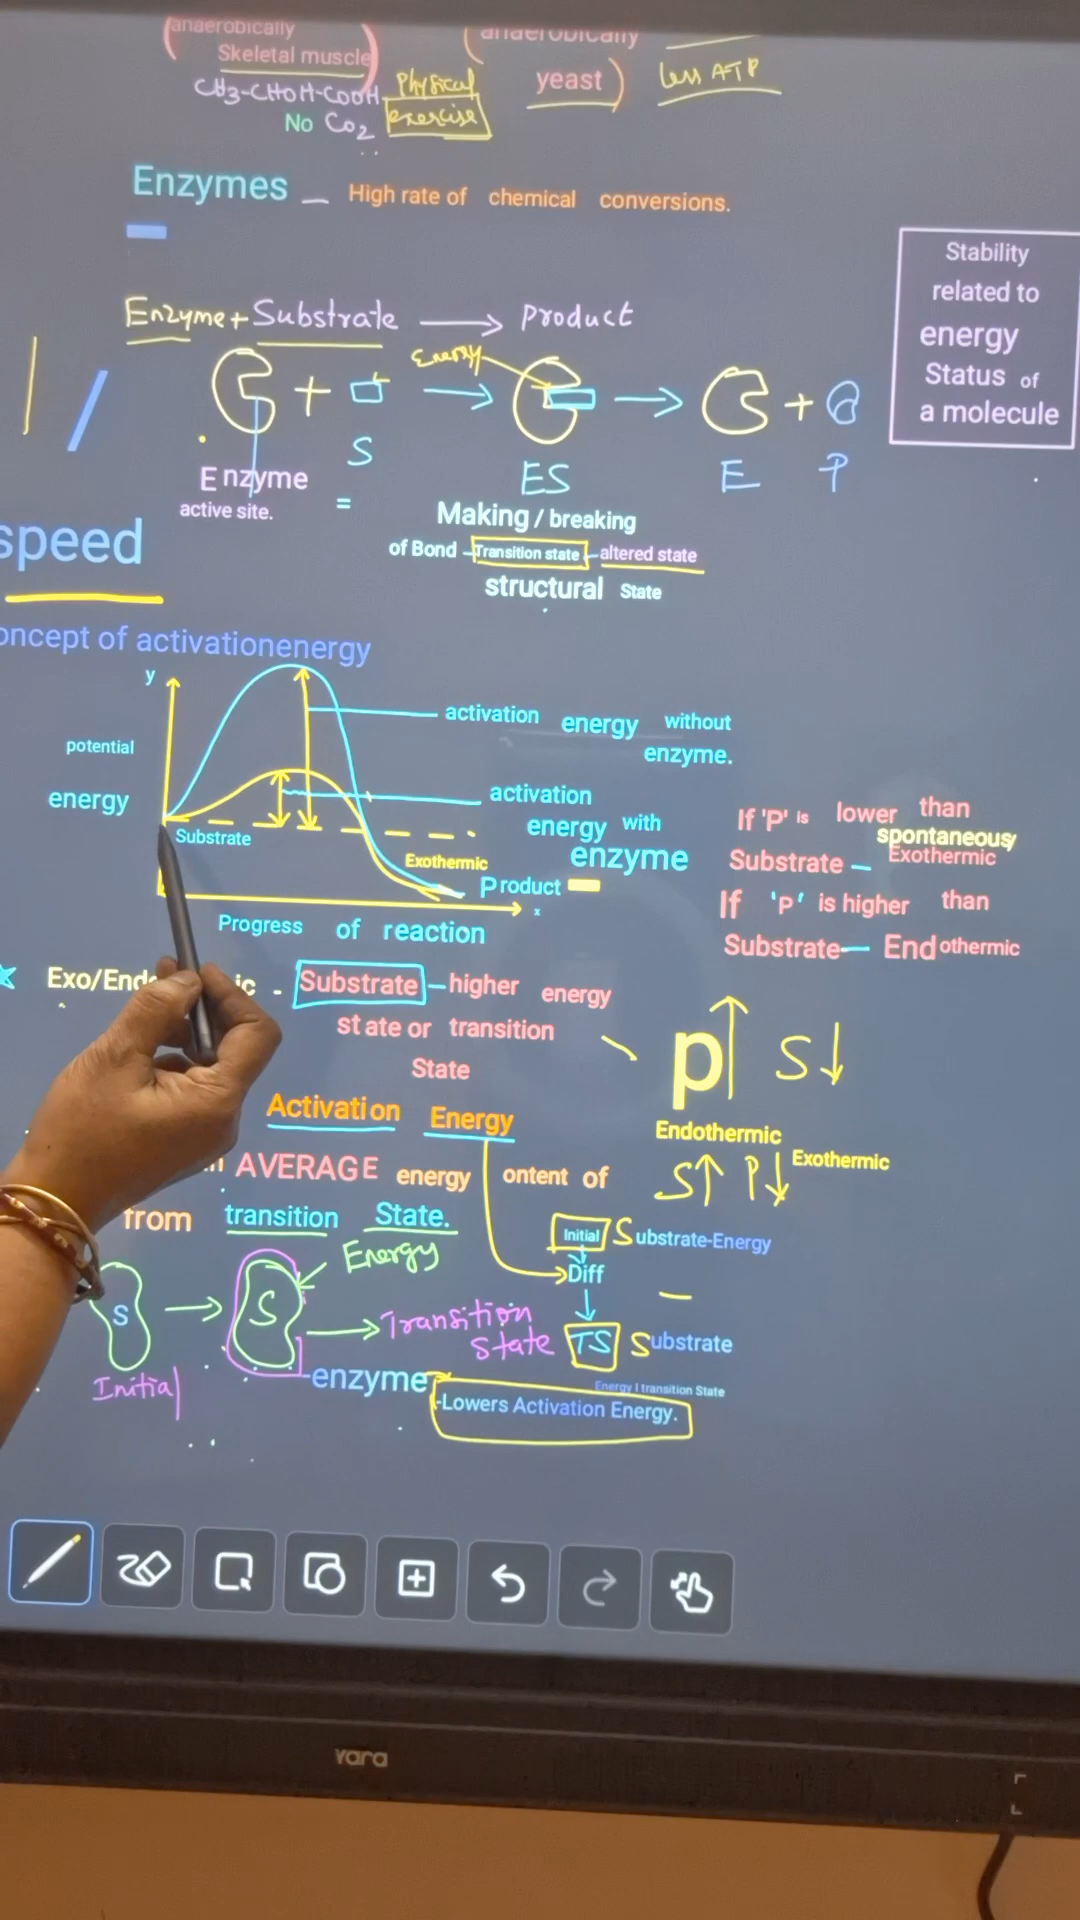 anaerobically
anaerobically
Skeletal muscle
yeast
less ATP
CH3-CHOH-COOH
Physical
exercise
No CO2
Enzymes - High rate of chemical conversions.
Stability
related to
energy
Status of
a molecule
Enzyme + Substrate → Product
Energy
+ → → +
S
ES
E P
Enzyme
active site.
=
Making / breaking
of Bond - Transition state - altered state
structural State
speed
oncept of activationenergy
y
potential
energy
activation energy without
enzyme.
activation
energy with
enzyme
Substrate
Exothermic
Product
x
Progress of reaction
If 'P' is lower than
spontaneous
Substrate - Exothermic
If 'P' is higher than
Substrate - Endothermic
Exo/End ic - Substrate - higher energy
state or transition
State
P↑ S↓
Endothermic
S↑ P↓ Exothermic
Activation Energy
AVERAGE energy ontent of
from transition State.
Initial Substrate-Energy
Diff
TS Substrate
Energy I transition State
Energy
S → S → Transition
State
Initial
-enzyme
-Lowers Activation Energy.
vara